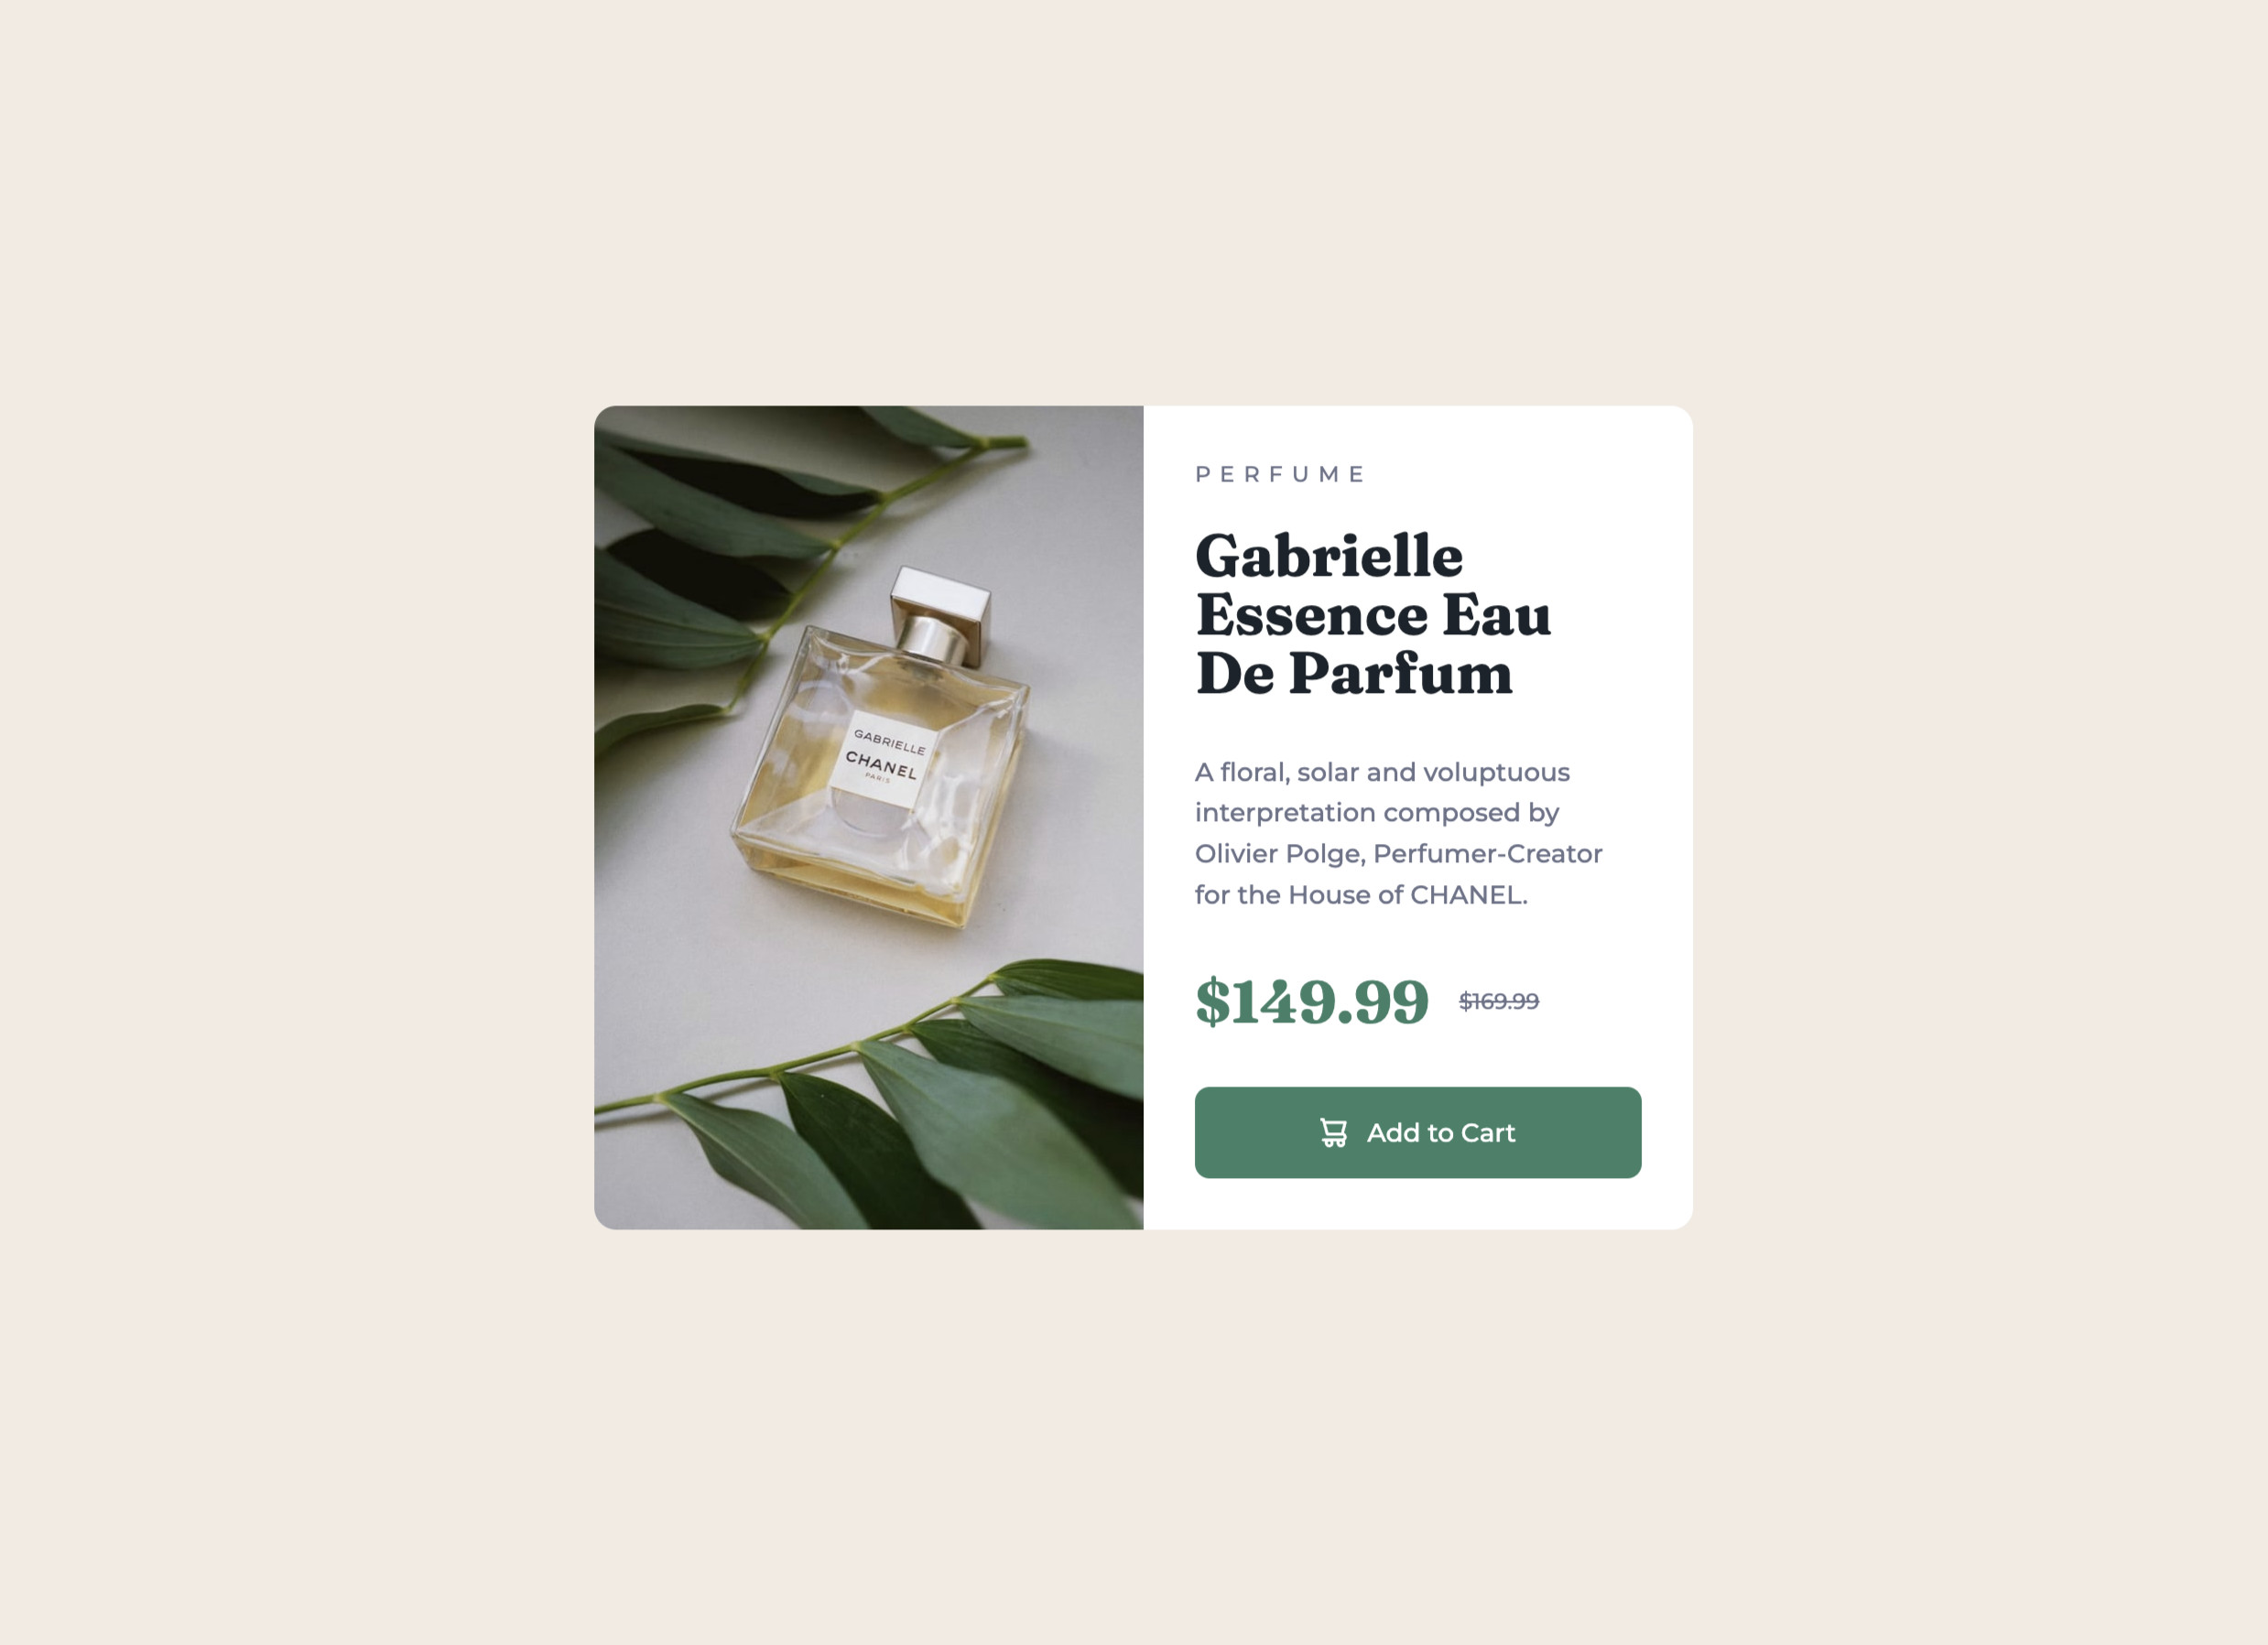 GABRIELLE
CHANEL
PARIS
PERFUME
Gabrielle
Essence Eau
De Parfum
A floral, solar and voluptuous
interpretation composed by
Olivier Polge, Perfumer-Creator
for the House of CHANEL.
$149.99 $169.99
Add to Cart